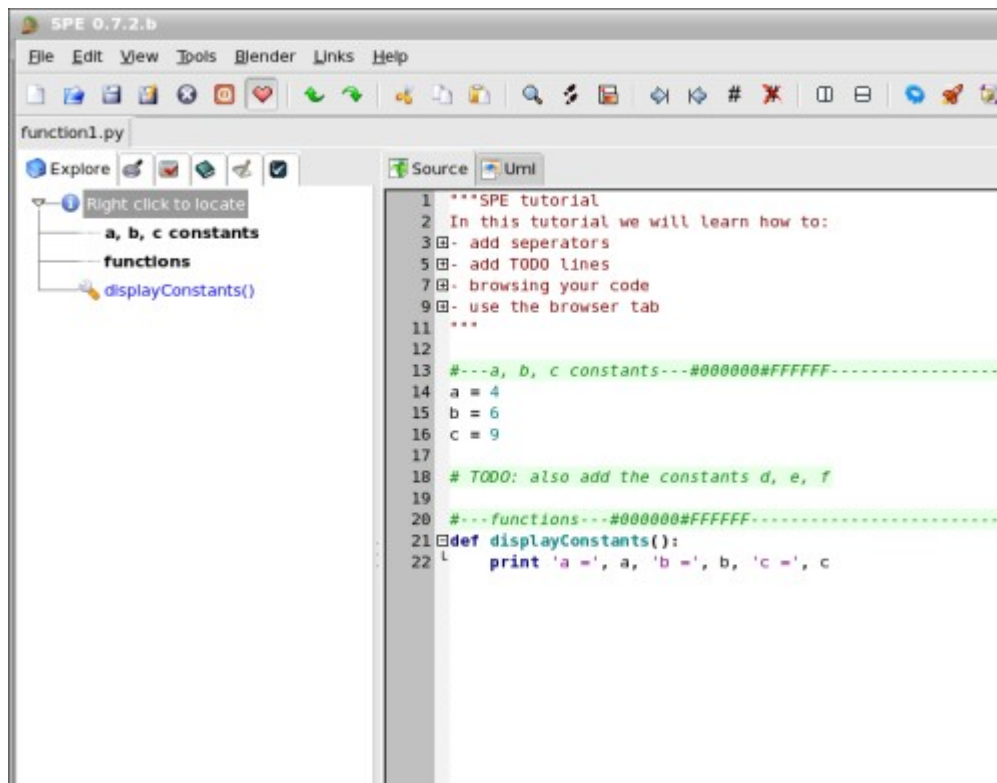 SPE 0.7.2.b
File Edit View Tools Blender Links Help
function1.py
Explore
Right click to locate
a, b, c constants
functions
displayConstants()
Source Uml
1 """SPE tutorial
2 In this tutorial we will learn how to:
3 - add seperators
5 - add TODO lines
7 - browsing your code
9 - use the browser tab
11 """
12
13 #---a, b, c constants---#000000#FFFFFF-----------------
14 a = 4
15 b = 6
16 c = 9
17
18 # TODO: also add the constants d, e, f
19
20 #---functions---#000000#FFFFFF-------------------------
21 def displayConstants():
22 print 'a =', a, 'b =', b, 'c =', c